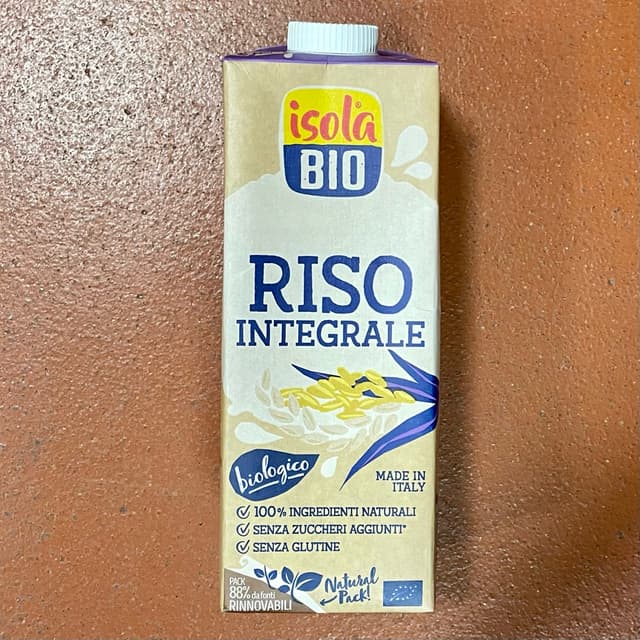 isola®
BIO
RISO
INTEGRALE
biologico
MADE IN
ITALY
100% INGREDIENTI NATURALI
SENZA ZUCCHERI AGGIUNTI*
SENZA GLUTINE
PACK
88% da fonti
RINNOVABILI
Natural
Pack!